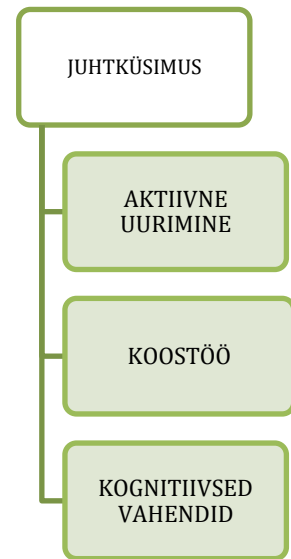 JUHTKÜSIMUS
AKTIIVNE
UURIMINE
KOOSTÖÖ
KOGNITIIVSED
VAHENDID